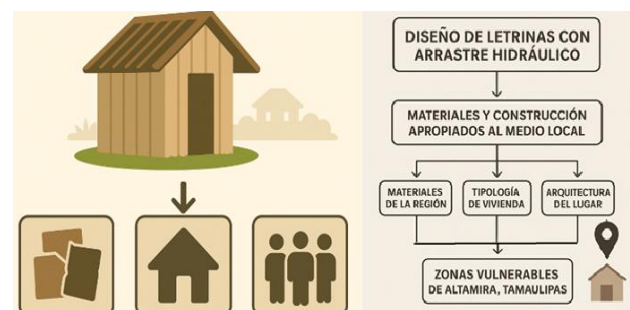 DISEÑO DE LETRINAS CON
ARRASTRE HIDRÁULICO
MATERIALES Y CONSTRUCCIÓN
APROPIADOS AL MEDIO LOCAL
MATERIALES
DE LA REGIÓN
TIPOLOGÍA
DE VIVIENDA
ARQUITECTURA
DEL LUGAR
ZONAS VULNERABLES
DE ALTAMIRA, TAMAULIPAS